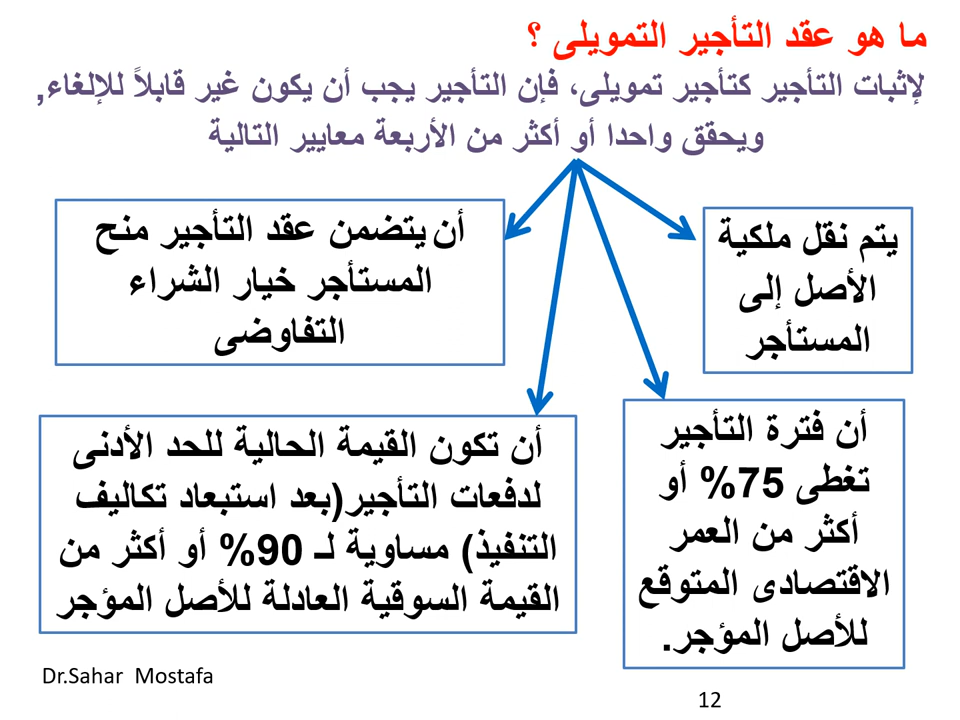 ما هو عقد التأجير التمويلى ؟
لإثبات التأجير كتأجير تمويلى، فإن التأجير يجب أن يكون غير قابلاً للإلغاء,
ويحقق واحدا أو أكثر من الأربعة معايير التالية
يتم نقل ملكية
الأصل إلى
المستأجر
أن يتضمن عقد التأجير منح
المستأجر خيار الشراء
التفاوضى
أن فترة التأجير
تغطى 75% أو
أكثر من العمر
الاقتصادى المتوقع
للأصل المؤجر.
أن تكون القيمة الحالية للحد الأدنى
لدفعات التأجير(بعد استبعاد تكاليف
التنفيذ) مساوية لـ 90% أو أكثر من
القيمة السوقية العادلة للأصل المؤجر
Dr.Sahar Mostafa
12